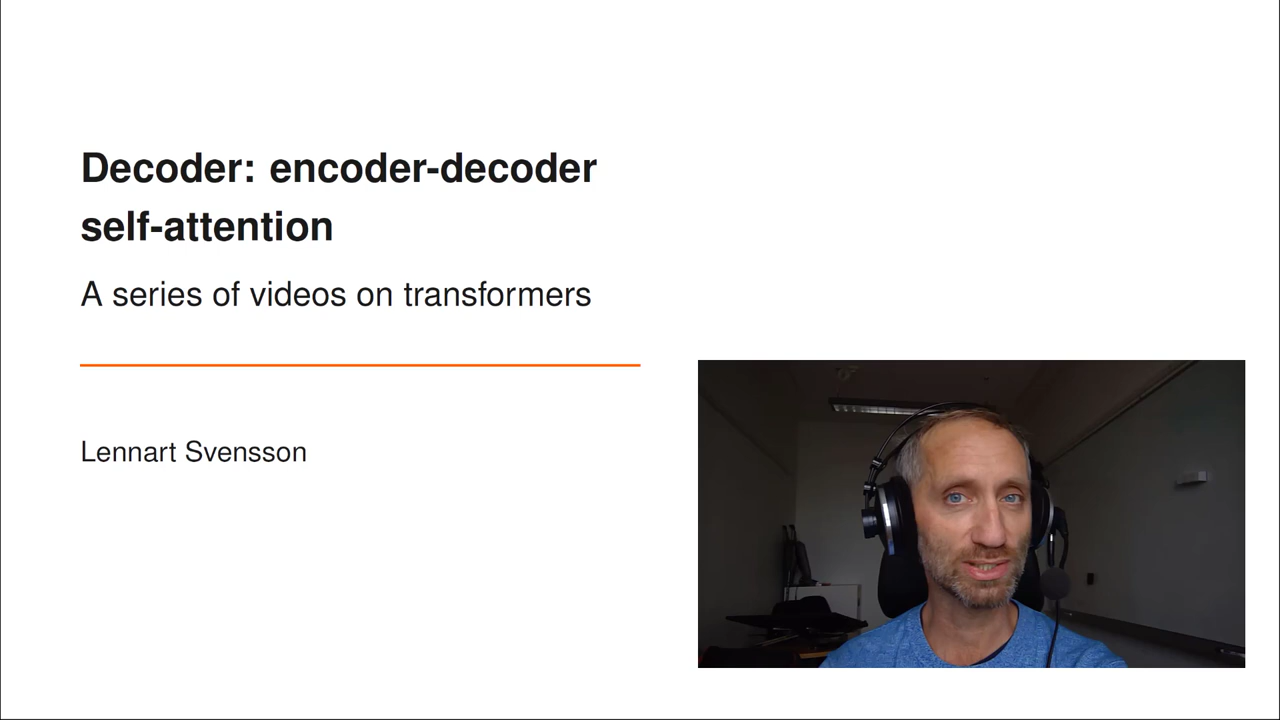 Decoder: encoder-decoder
self-attention
A series of videos on transformers
Lennart Svensson